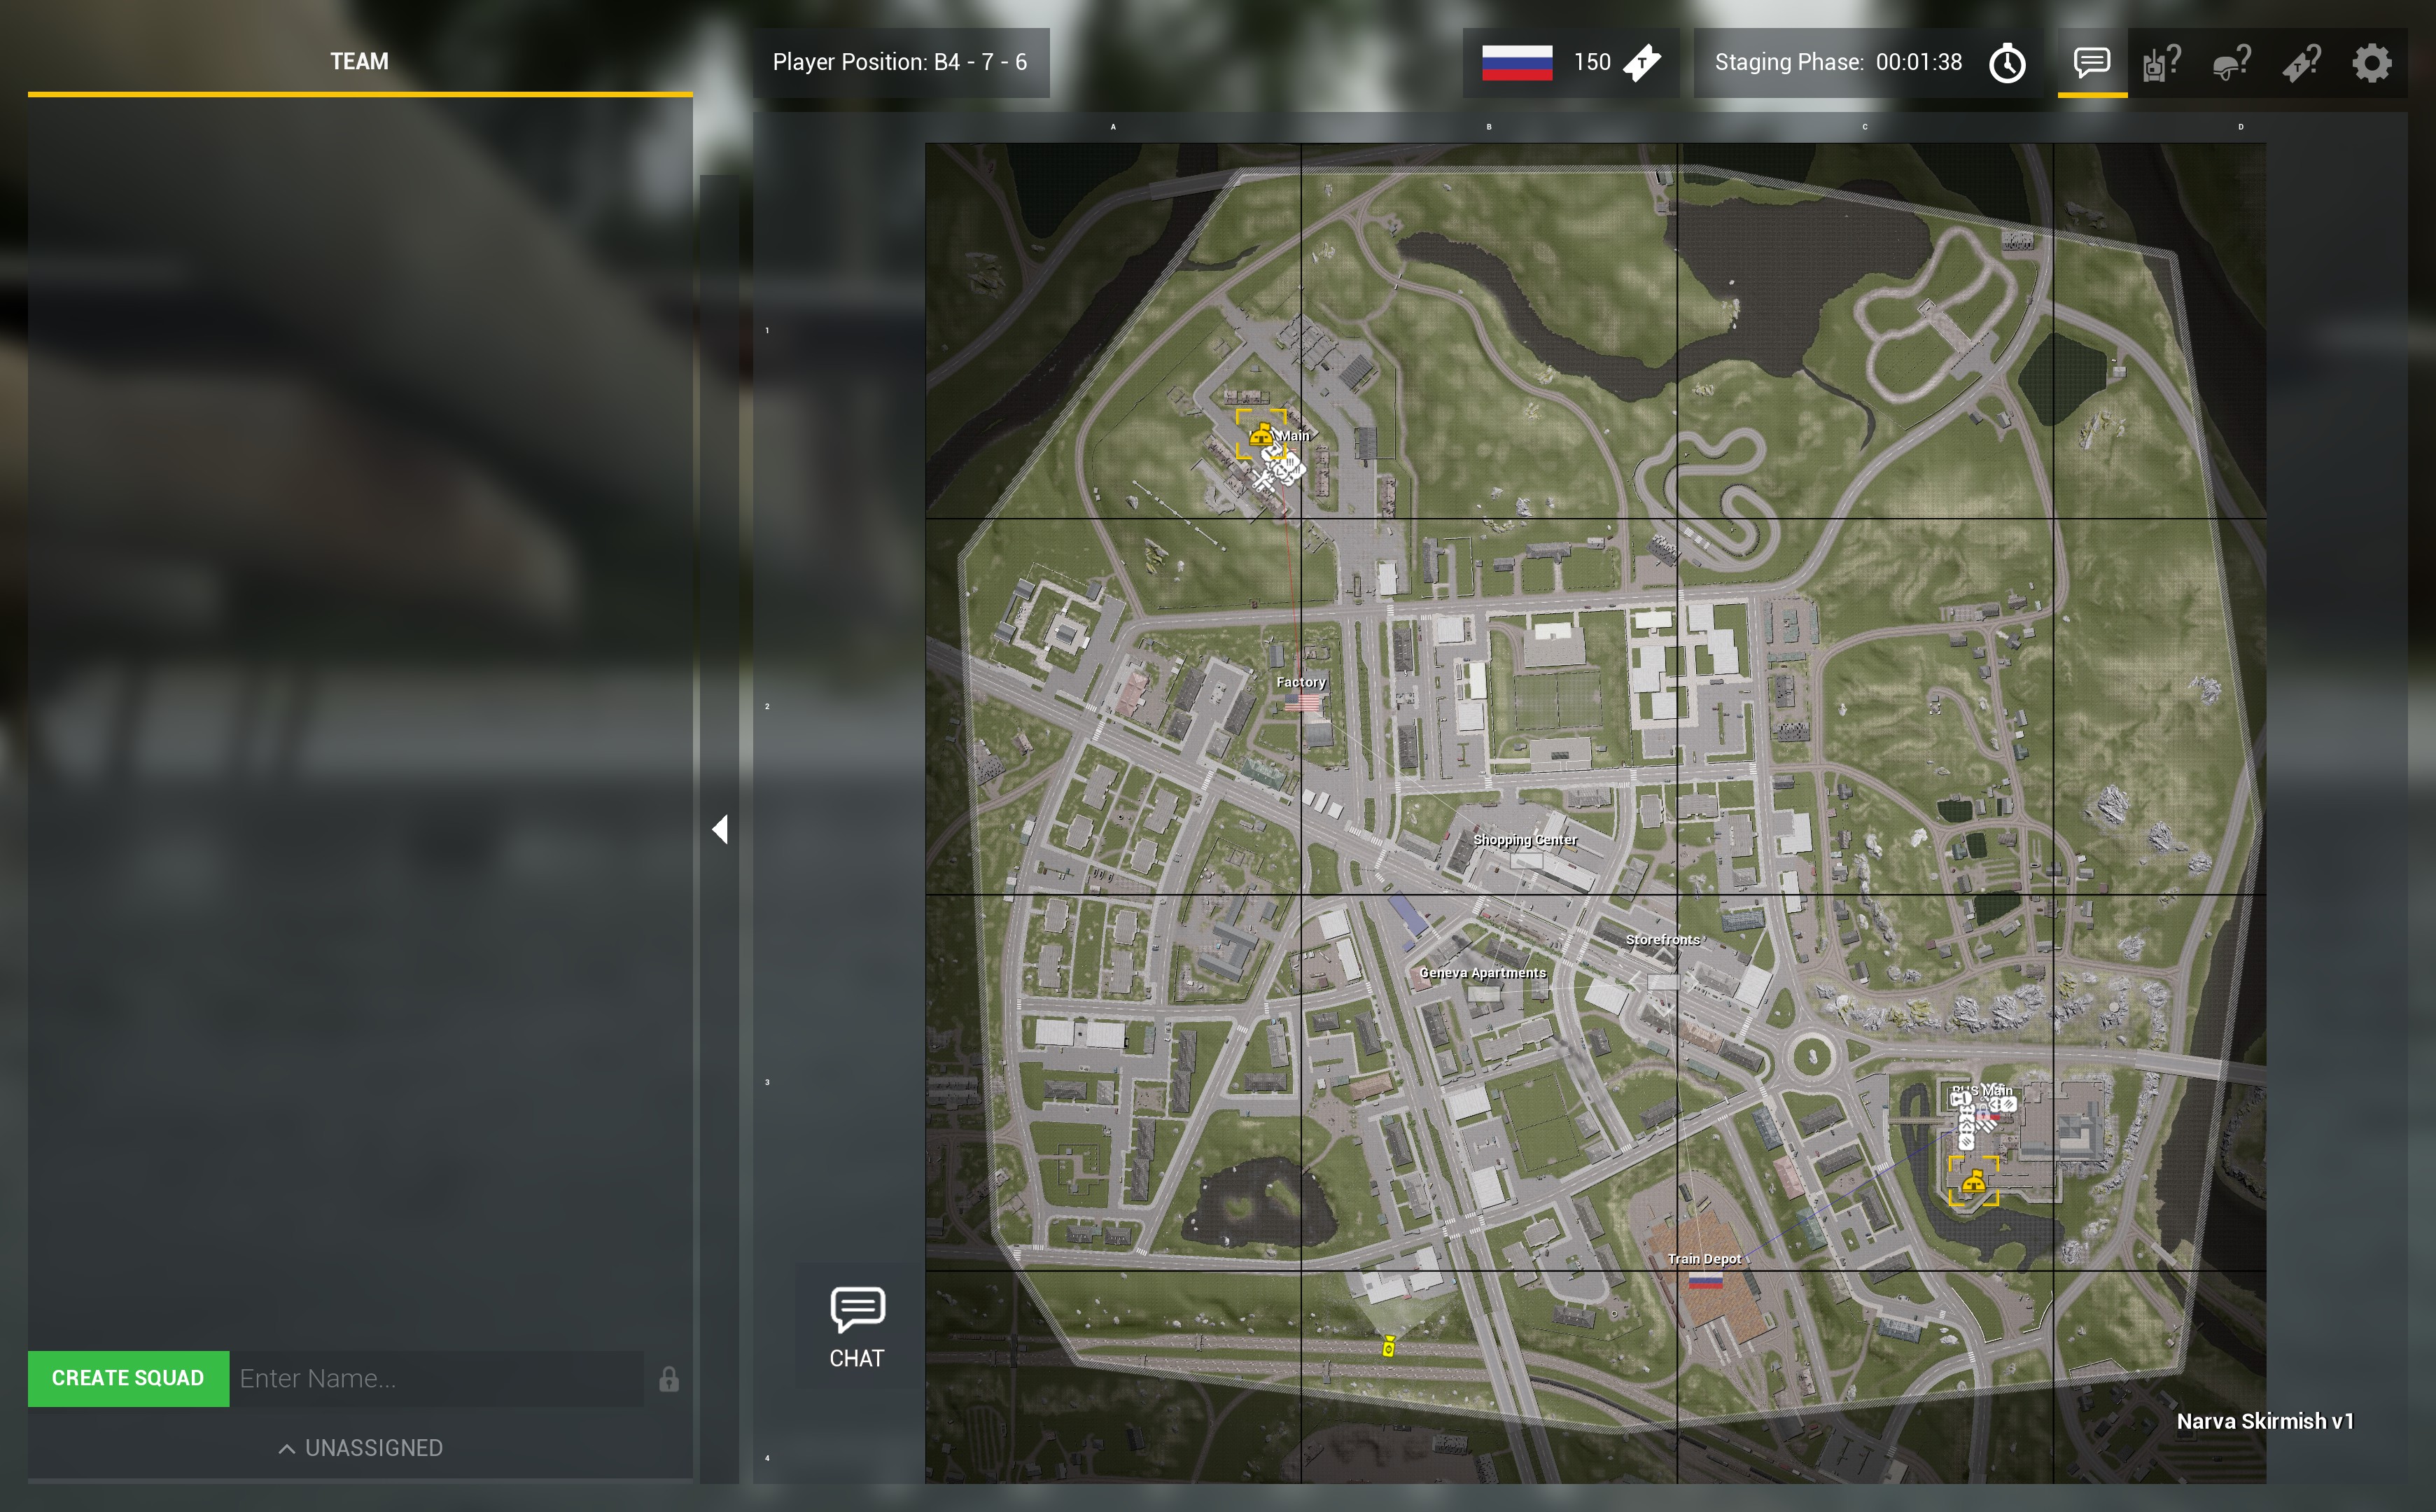 TEAM
Player Position: B4 - 7 - 6
150
Staging Phase: 00:01:38
A
B
C
D
1
2
3
4
Main
Factory
Shopping Center
Storefronts
Geneva Apartments
Main
Train Depot
CHAT
CREATE SQUAD
Enter Name...
UNASSIGNED
Narva Skirmish v1